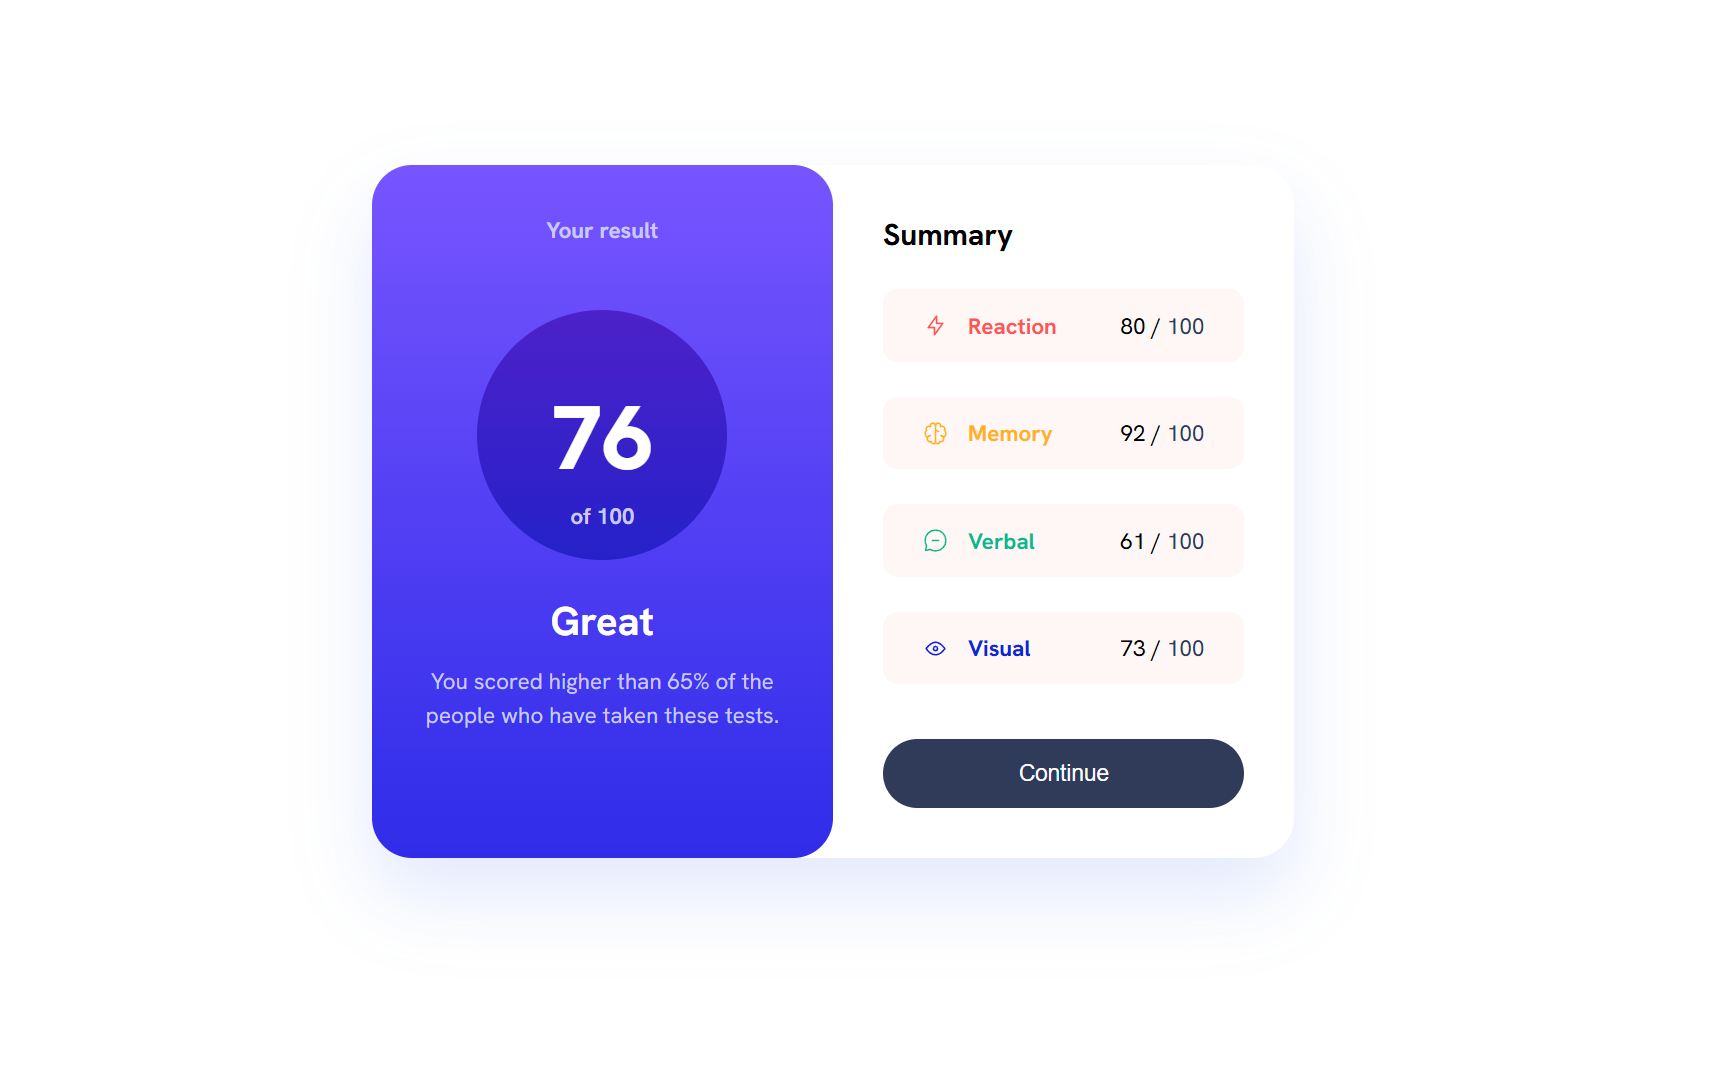 Your result
76
of 100
Great
You scored higher than 65% of the
people who have taken these tests.
Summary
Reaction 80 / 100
Memory 92 / 100
Verbal 61 / 100
Visual 73 / 100
Continue